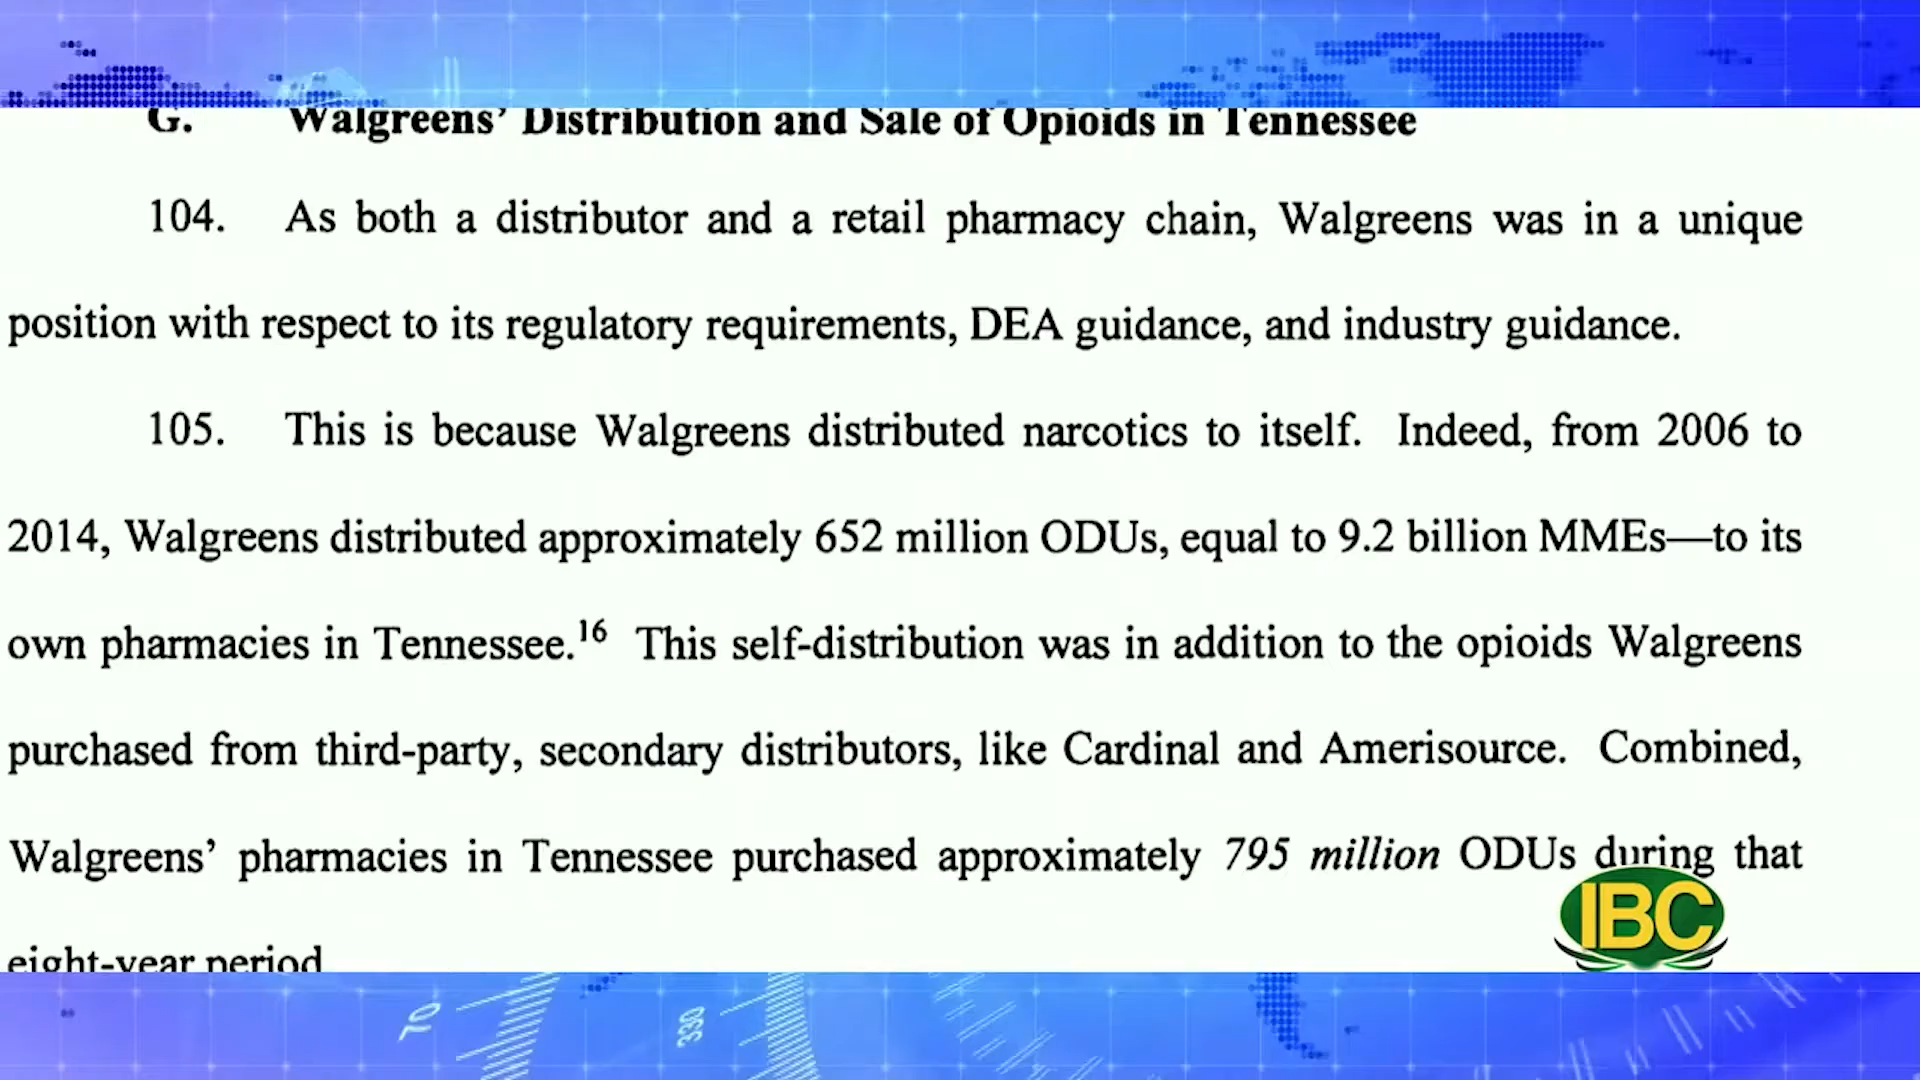 G. Walgreens' Distribution and Sale of Opioids in Tennessee
104. As both a distributor and a retail pharmacy chain, Walgreens was in a unique
position with respect to its regulatory requirements, DEA guidance, and industry guidance.
105. This is because Walgreens distributed narcotics to itself. Indeed, from 2006 to
2014, Walgreens distributed approximately 652 million ODUs, equal to 9.2 billion MMEs—to its
own pharmacies in Tennessee.16 This self-distribution was in addition to the opioids Walgreens
purchased from third-party, secondary distributors, like Cardinal and Amerisource. Combined,
Walgreens' pharmacies in Tennessee purchased approximately 795 million ODUs during that
eight-year period
IBC
70
330